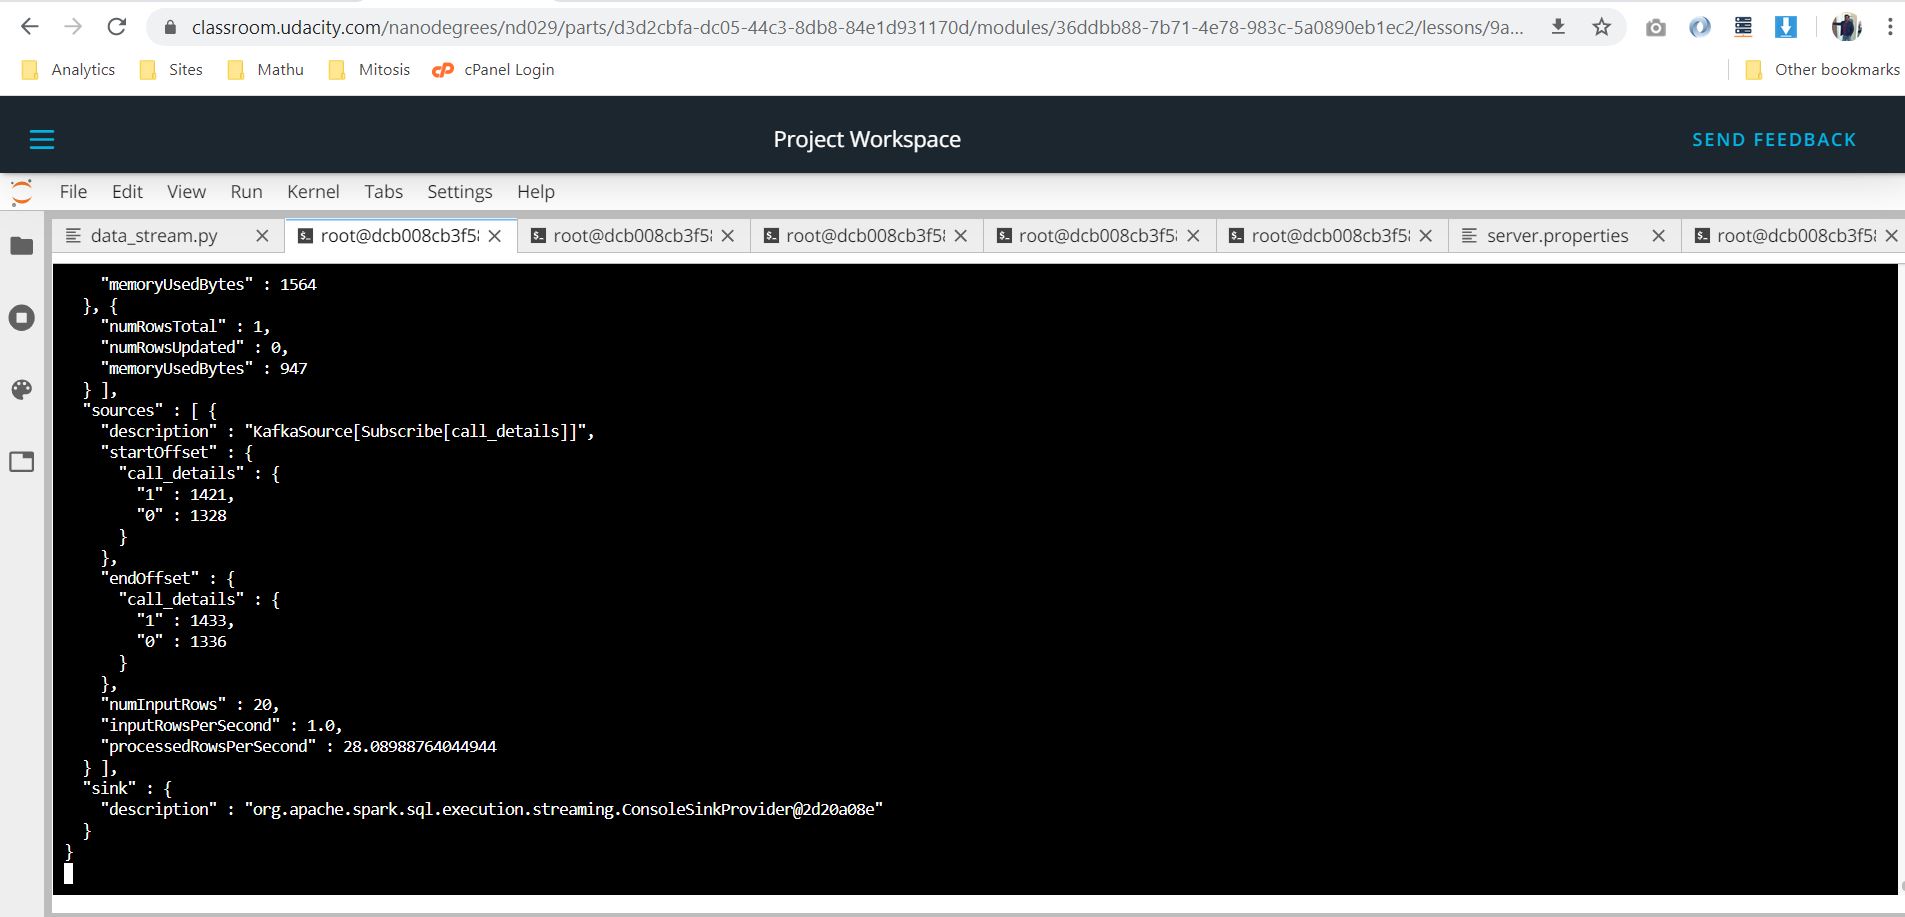 classroom.udacity.com/nanodegrees/nd029/parts/d3d2cbfa-dc05-44c3-8db8-84e1d931170d/modules/36ddbb88-7b71-4e78-983c-5a0890eb1ec2/lessons/9a...
Analytics Sites Mathu Mitosis cP cPanel Login Other bookmarks
Project Workspace SEND FEEDBACK
File Edit View Run Kernel Tabs Settings Help
data_stream.py root@dcb008cb3f5 root@dcb008cb3f5 root@dcb008cb3f5 root@dcb008cb3f5 root@dcb008cb3f5 server.properties root@dcb008cb3f5
"memoryUsedBytes" : 1564
}, {
"numRowsTotal" : 1,
"numRowsUpdated" : 0,
"memoryUsedBytes" : 947
} ],
"sources" : [ {
"description" : "KafkaSource[Subscribe[call_details]]",
"startOffset" : {
"call_details" : {
"1" : 1421,
"0" : 1328
}
},
"endOffset" : {
"call_details" : {
"1" : 1433,
"0" : 1336
}
},
"numInputRows" : 20,
"inputRowsPerSecond" : 1.0,
"processedRowsPerSecond" : 28.08988764044944
} ],
"sink" : {
"description" : "org.apache.spark.sql.execution.streaming.ConsoleSinkProvider@2d20a08e"
}
}